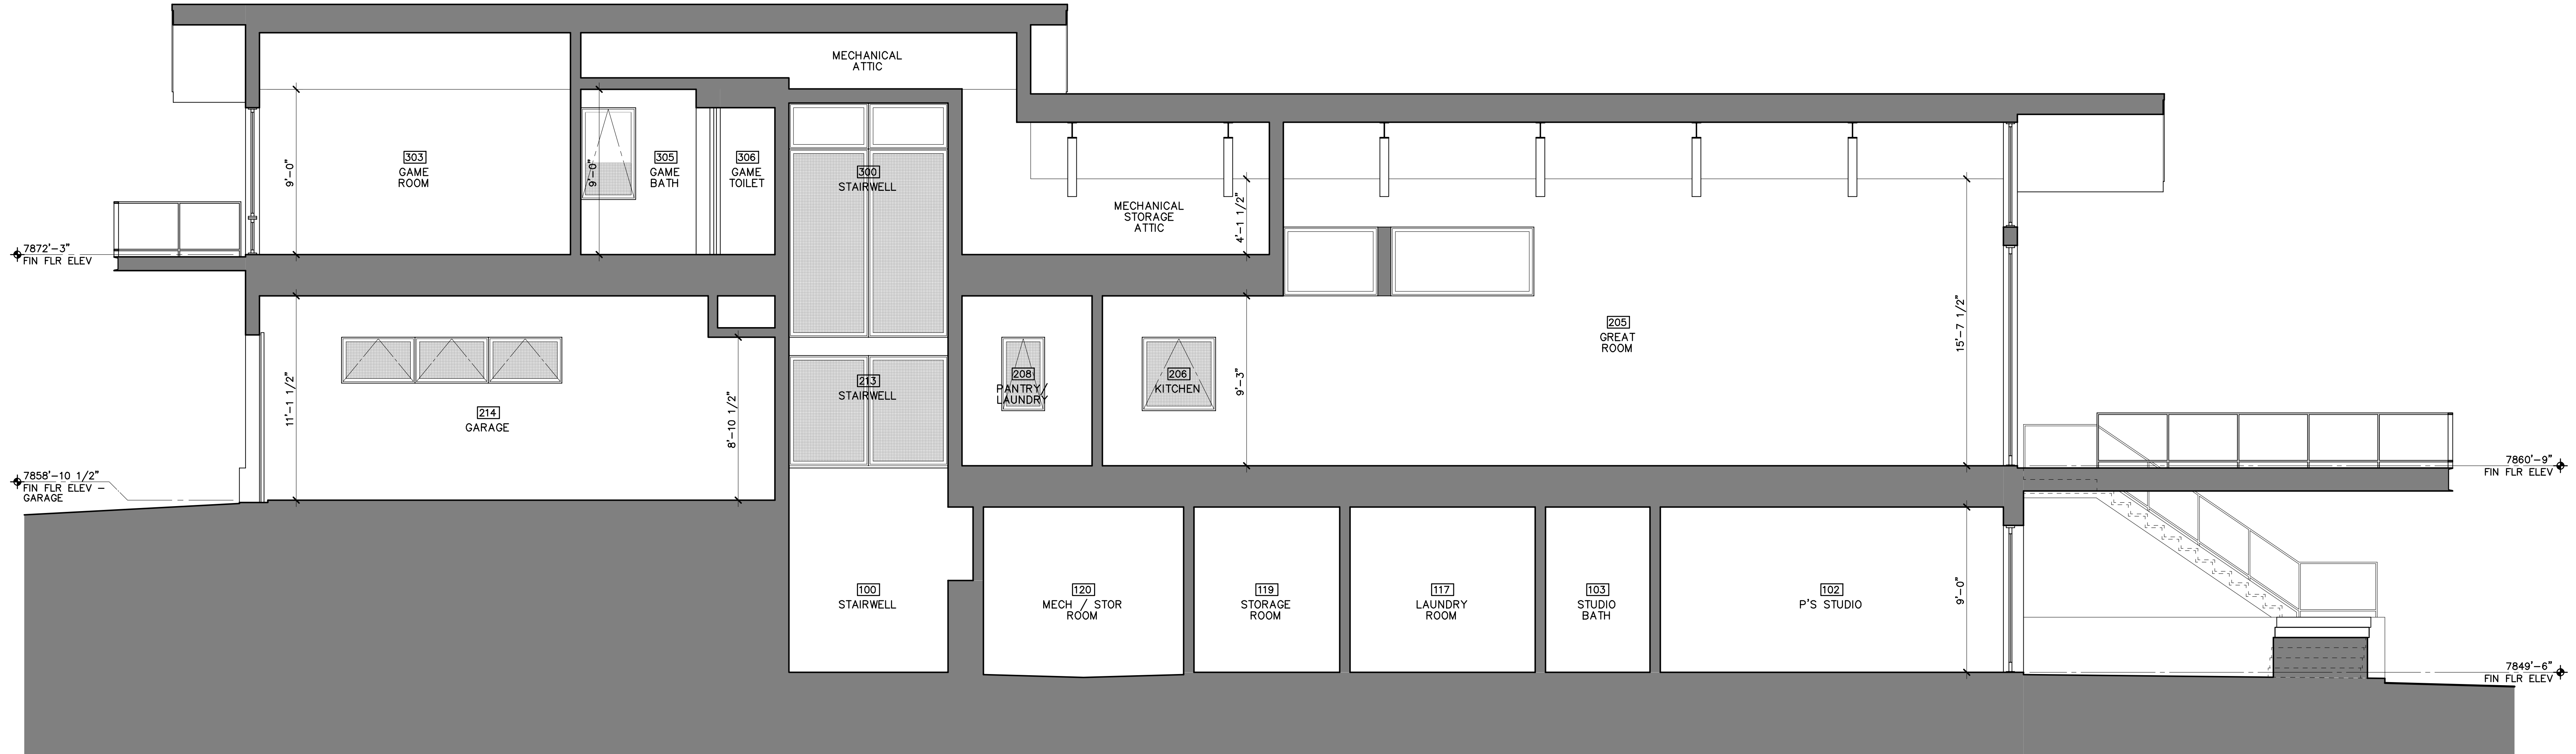 MECHANICAL
ATTIC
303
GAME
ROOM
9'-0"
305
GAME
BATH
9'-0"
306
GAME
TOILET
300
STAIRWELL
MECHANICAL
STORAGE
ATTIC
4'-1 1/2"
7872'-3"
FIN FLR ELEV
205
GREAT
ROOM
15'-7 1/2"
214
GARAGE
11'-1 1/2"
8'-10 1/2"
213
STAIRWELL
208
PANTRY/
LAUNDRY
206
KITCHEN
9'-3"
7858'-10 1/2"
FIN FLR ELEV -
GARAGE
7860'-9"
FIN FLR ELEV
100
STAIRWELL
120
MECH / STOR
ROOM
119
STORAGE
ROOM
117
LAUNDRY
ROOM
103
STUDIO
BATH
102
P'S STUDIO
9'-0"
7849'-6"
FIN FLR ELEV